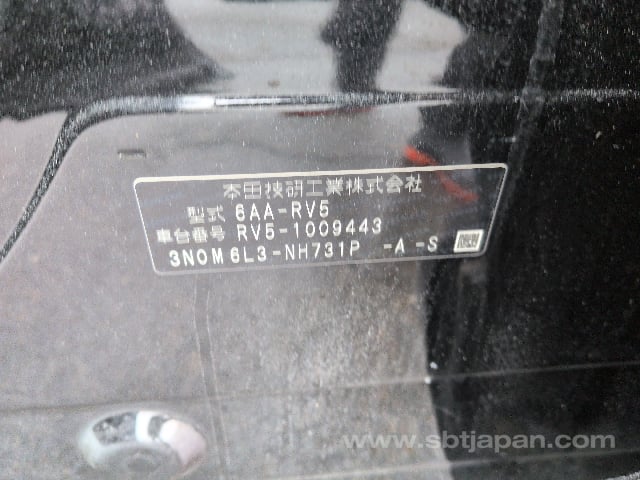 本田技研工業株式会社
型式 6AA-RV5
車台番号 RV5-1009443
3N0M6L3-NH731P -A -S
www.sbtjapan.com